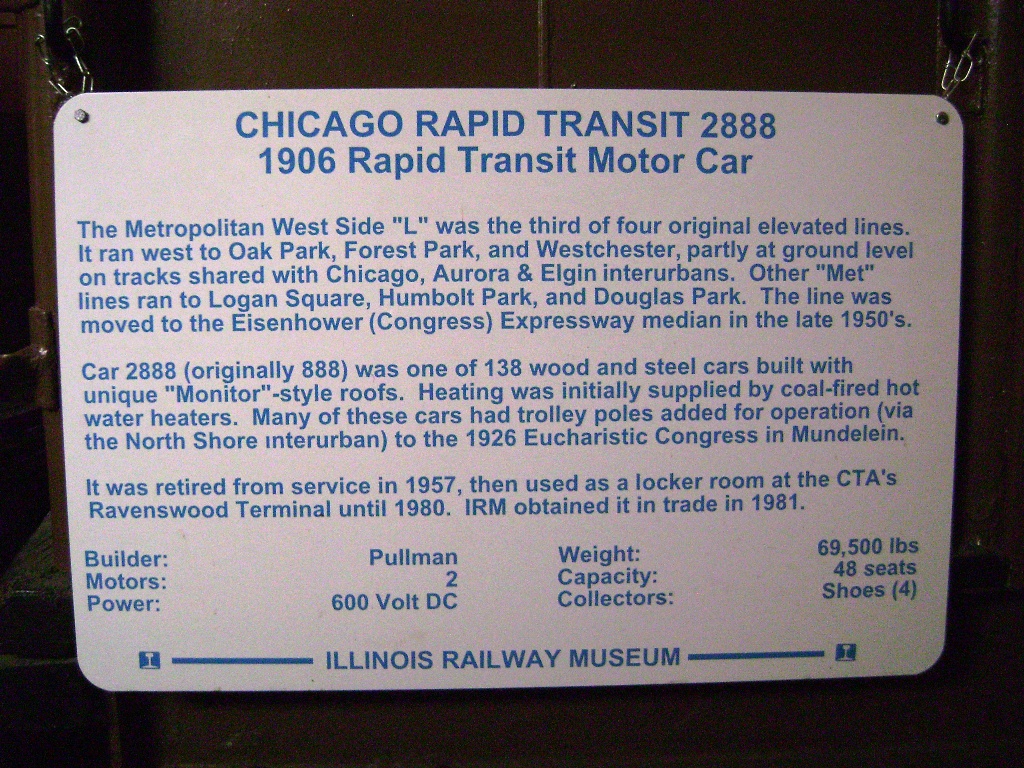 CHICAGO RAPID TRANSIT 2888
1906 Rapid Transit Motor Car
The Metropolitan West Side "L" was the third of four original elevated lines.
It ran west to Oak Park, Forest Park, and Westchester, partly at ground level
on tracks shared with Chicago, Aurora & Elgin interurbans. Other "Met"
lines ran to Logan Square, Humbolt Park, and Douglas Park. The line was
moved to the Eisenhower (Congress) Expressway median in the late 1950's.
Car 2888 (originally 888) was one of 138 wood and steel cars built with
unique "Monitor"-style roofs. Heating was initially supplied by coal-fired hot
water heaters. Many of these cars had trolley poles added for operation (via
the North Shore interurban) to the 1926 Eucharistic Congress in Mundelein.
It was retired from service in 1957, then used as a locker room at the CTA's
Ravenswood Terminal until 1980. IRM obtained it in trade in 1981.
Builder: Pullman Weight: 69,500 lbs
Motors: 2 Capacity: 48 seats
Power: 600 Volt DC Collectors: Shoes (4)
I ILLINOIS RAILWAY MUSEUM I